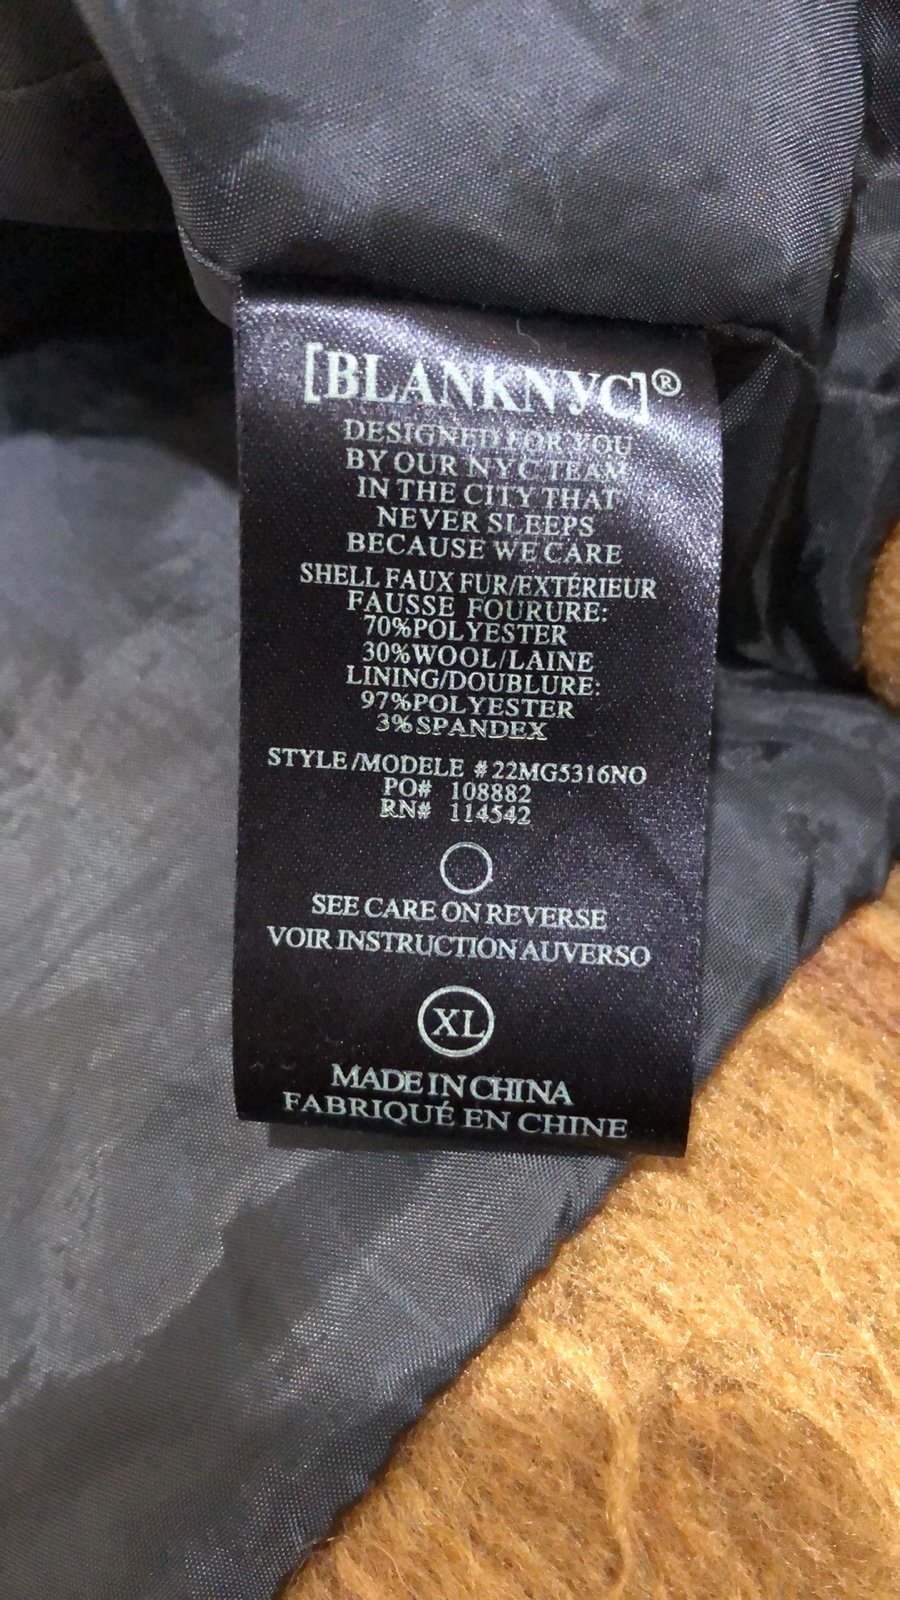 [BLANKNYC]®
DESIGNED FOR YOU
BY OUR NYC TEAM
IN THE CITY THAT
NEVER SLEEPS
BECAUSE WE CARE
SHELL FAUX FUR/EXTÉRIEUR
FAUSSE FOURURE:
70%POLYESTER
30%WOOL/LAINE
LINING/DOUBLURE:
97%POLYESTER
3%SPANDEX
STYLE/MODELE #22MG5316NO
PO# 108882
RN# 114542
SEE CARE ON REVERSE
VOIR INSTRUCTION AUVERSO
XL
MADE IN CHINA
FABRIQUÉ EN CHINE